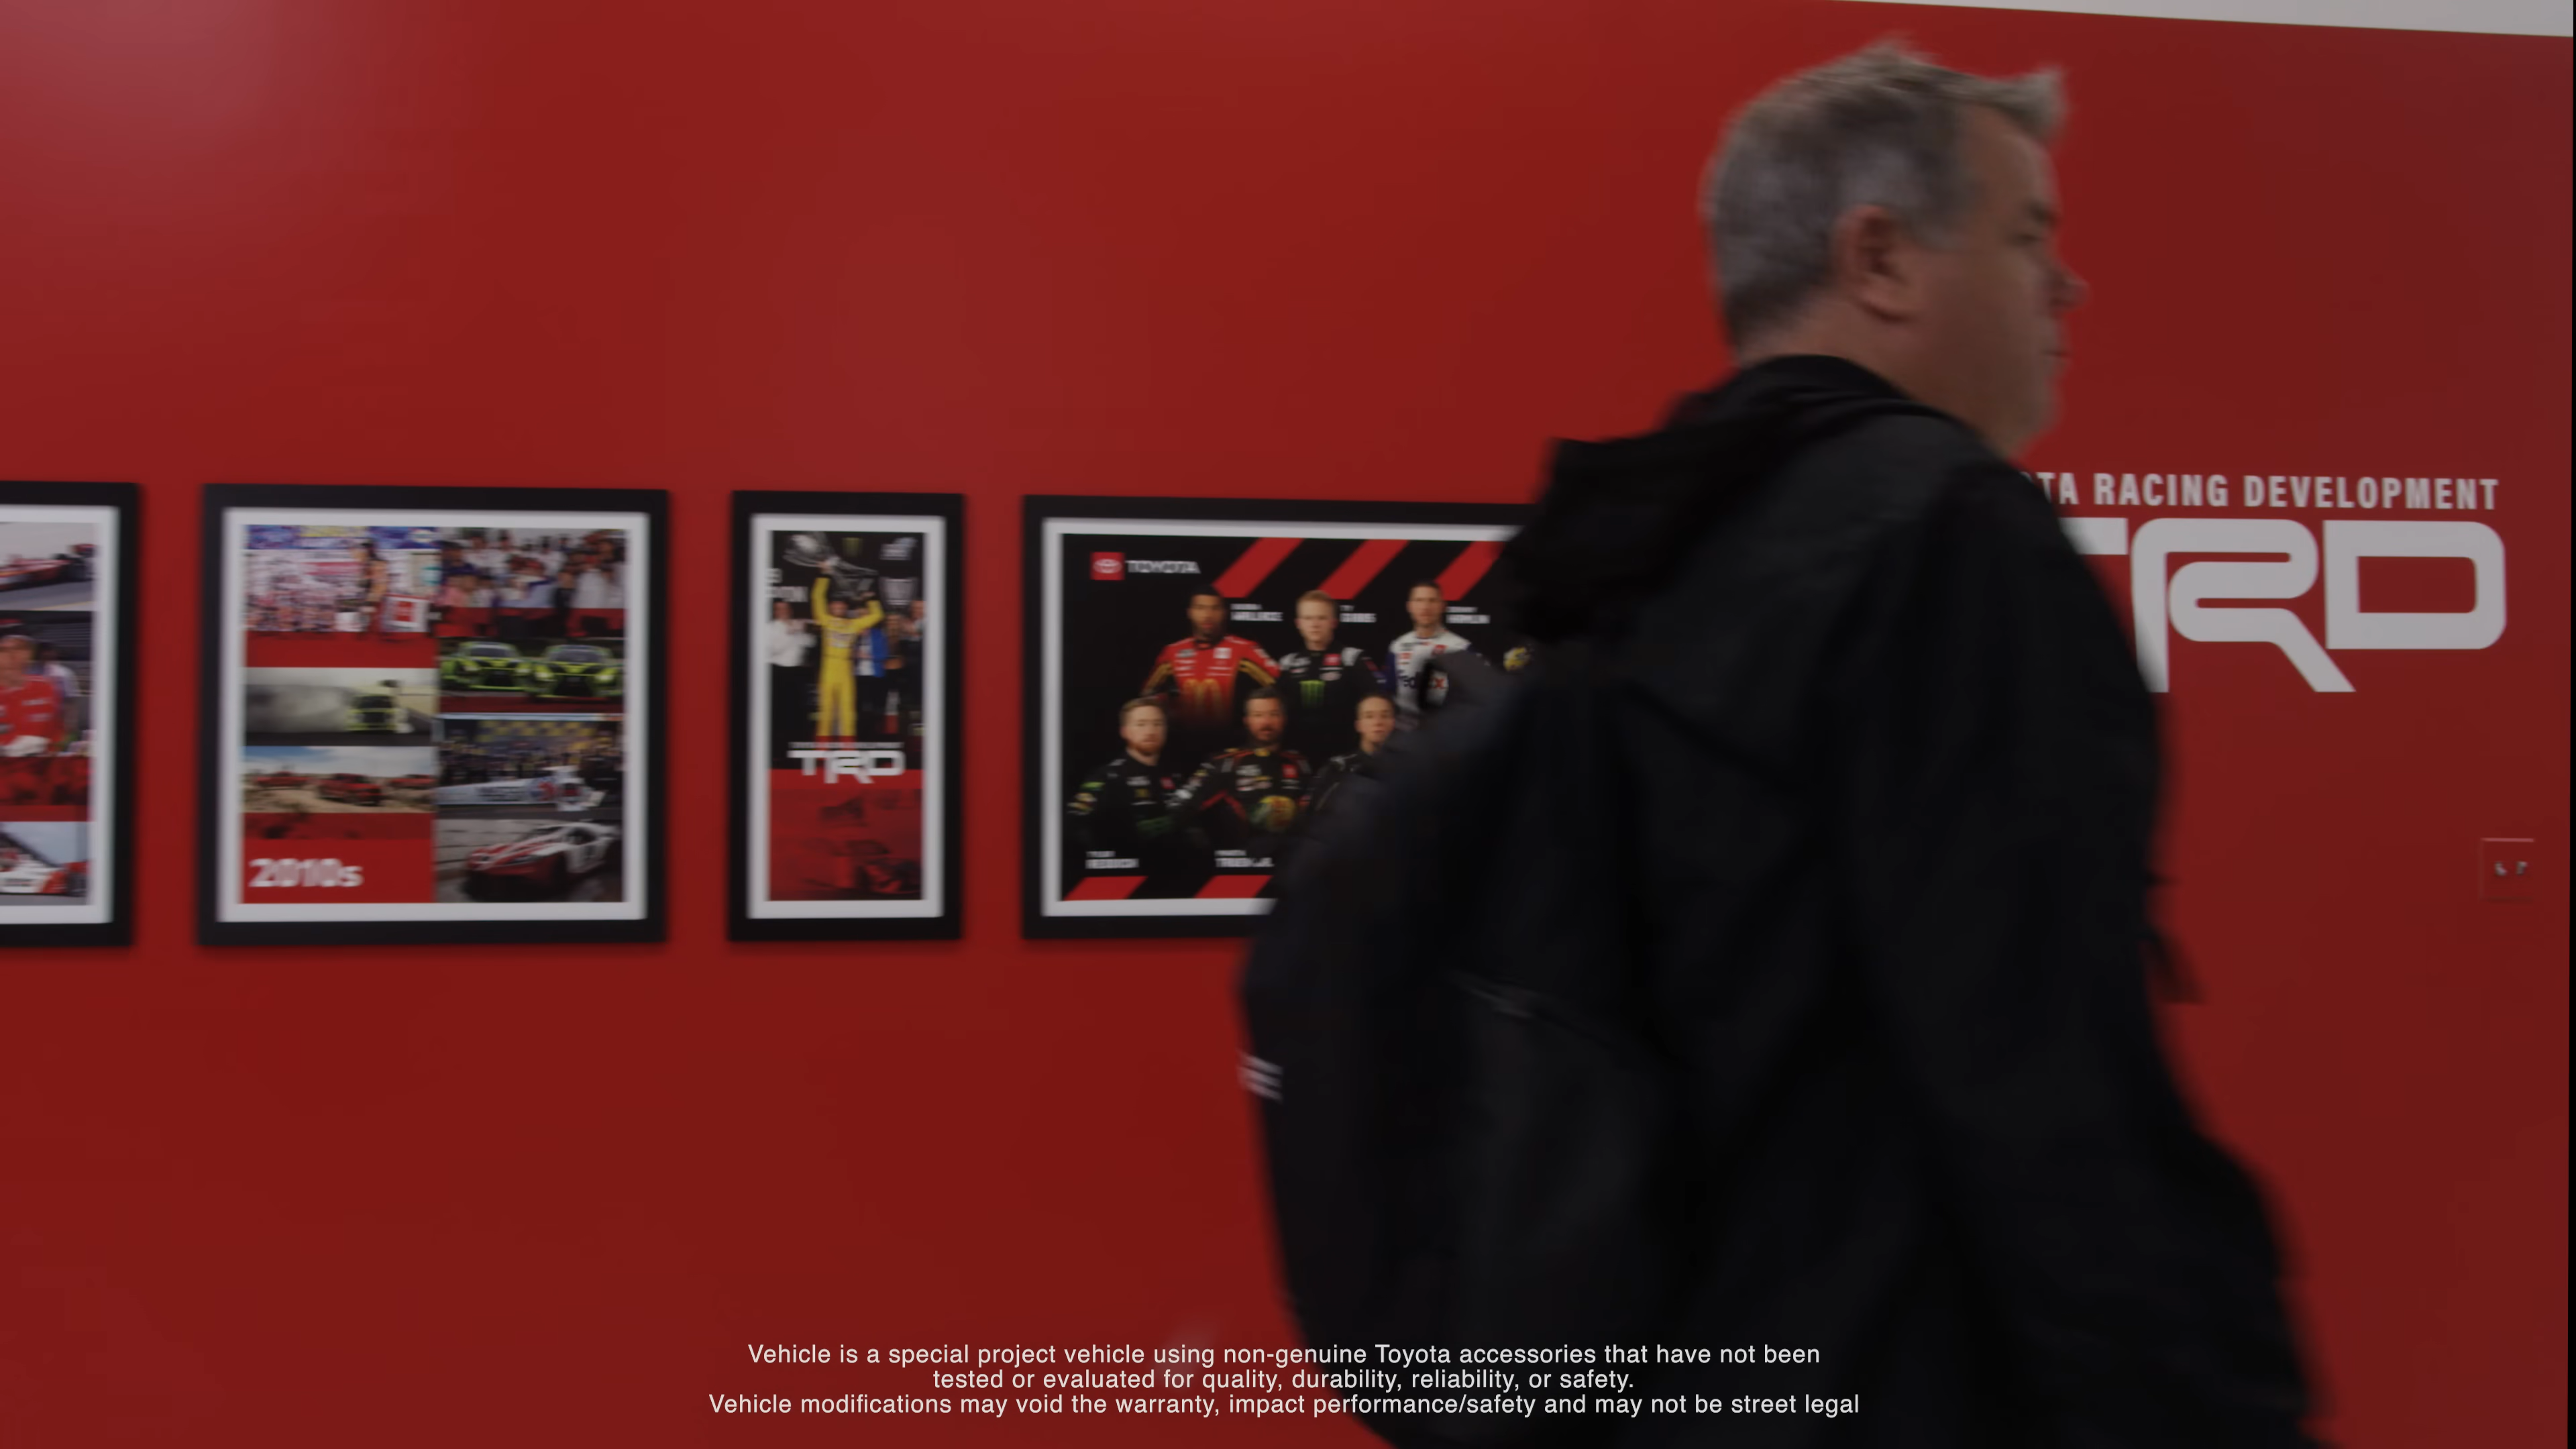 TA RACING DEVELOPMENT
TRD
TOYOTA
TRD
2010s
Vehicle is a special project vehicle using non-genuine Toyota accessories that have not been
tested or evaluated for quality, durability, reliability, or safety.
Vehicle modifications may void the warranty, impact performance/safety and may not be street legal